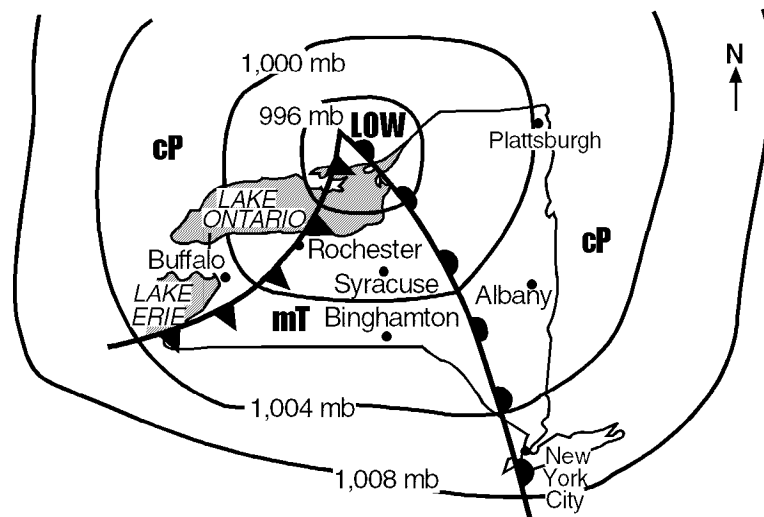 1,000 mb
N
996 mb
LOW
cP
Plattsburgh
LAKE
ONTARIO
cP
Rochester
Buffalo
Syracuse
Albany
LAKE
ERIE
mT
Binghamton
1,004 mb
1,008 mb
New
York
City